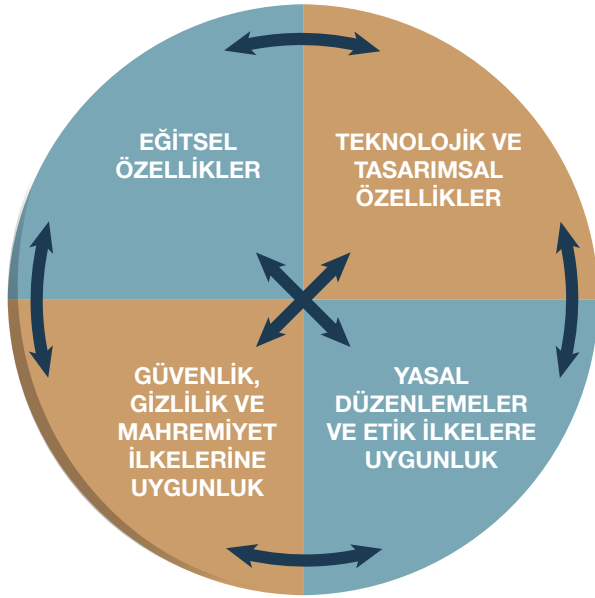 EĞİTSEL
ÖZELLİKLER
TEKNOLOJİK VE
TASARIMSAL
ÖZELLİKLER
GÜVENLİK,
GİZLİLİK VE
MAHREMİYET
İLKELERİNE
UYGUNLUK
YASAL
DÜZENLEMELER
VE ETİK İLKELERE
UYGUNLUK